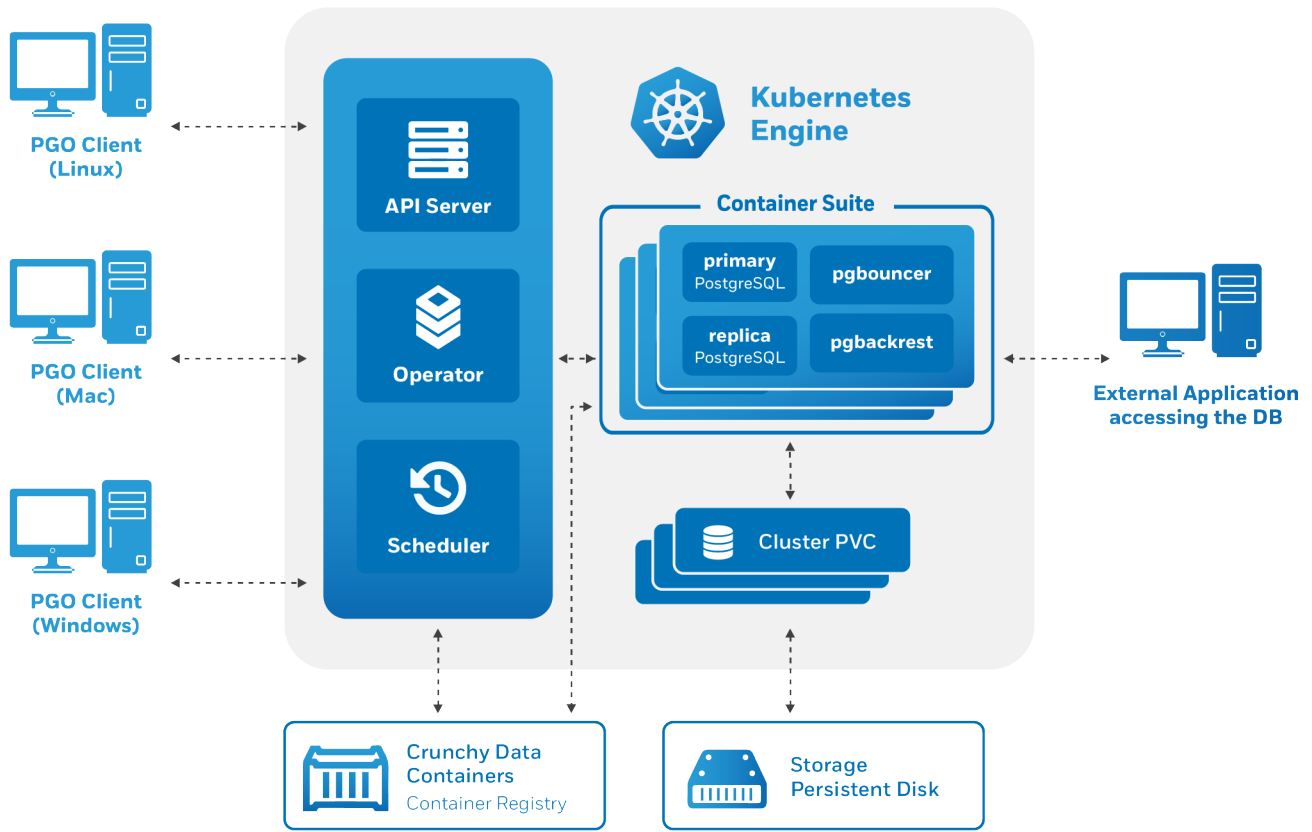 PGO Client
(Linux)
PGO Client
(Mac)
PGO Client
(Windows)
API Server
Operator
Scheduler
Kubernetes
Engine
Container Suite
primary
PostgreSQL
pgbouncer
replica
PostgreSQL
pgbackrest
Cluster PVC
External Application
accessing the DB
Crunchy Data
Containers
Container Registry
Storage
Persistent Disk